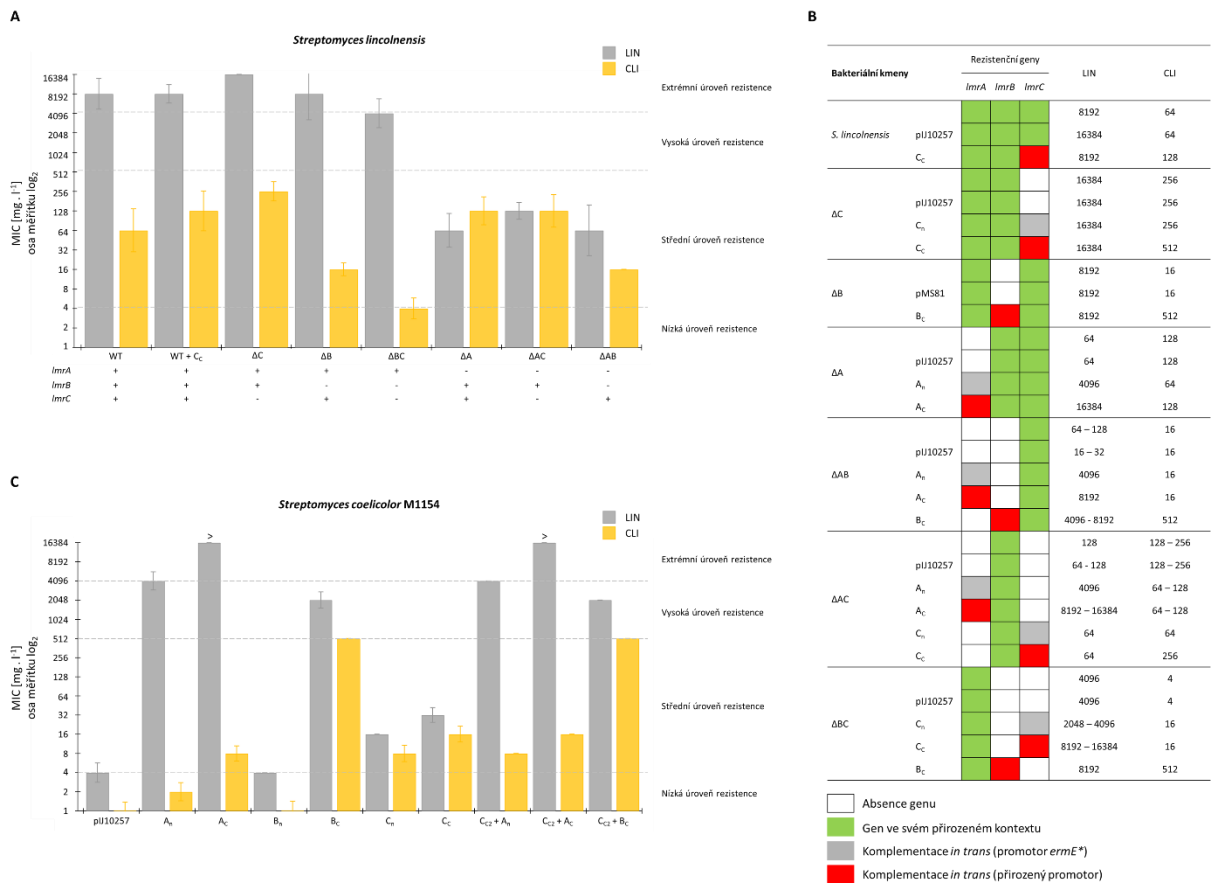 A
Streptomyces lincolnensis
LIN
CLI
MIC [mg . l-1]
osa měřítku log2
16384
8192
4096
2048
1024
512
256
128
64
32
16
8
4
2
1
Extrémní úroveň rezistence
Vysoká úroveň rezistence
Střední úroveň rezistence
Nízká úroveň rezistence
WT WT + CC ΔC ΔB ΔBC ΔA ΔAC ΔAB
lmrA + + + + + - - -
lmrB + + + - - + + -
lmrC + + - + - + - +
B
Bakteriální kmeny Rezistenční geny LIN CLI
lmrA lmrB lmrC
8192 64
S. lincolnensis pIJ10257 16384 64
CC 8192 128
16384 256
ΔC pIJ10257 16384 256
Cn 16384 256
CC 16384 512
8192 16
ΔB pMS81 8192 16
BC 8192 512
64 128
ΔA pIJ10257 64 128
An 4096 64
AC 16384 128
64 – 128 16
pIJ10257 16 – 32 16
ΔAB An 4096 16
AC 8192 16
BC 4096 - 8192 512
128 128 – 256
pIJ10257 64 - 128 128 – 256
ΔAC An 4096 64 – 128
AC 8192 – 16384 64 – 128
Cn 64 64
CC 64 256
4096 4
pIJ10257 4096 4
ΔBC Cn 2048 – 4096 16
CC 8192 – 16384 16
BC 8192 512
Absence genu
Gen ve svém přirozeném kontextu
Komplementace in trans (promotor ermE*)
Komplementace in trans (přirozený promotor)
C
Streptomyces coelicolor M1154
LIN
CLI
MIC [mg . l-1]
osa měřítku log2
> >
16384
8192
4096
2048
1024
512
256
128
64
32
16
8
4
2
1
Extrémní úroveň rezistence
Vysoká úroveň rezistence
Střední úroveň rezistence
Nízká úroveň rezistence
pIJ10257 An AC Bn BC Cn CC CC2 + An CC2 + AC CC2 + BC